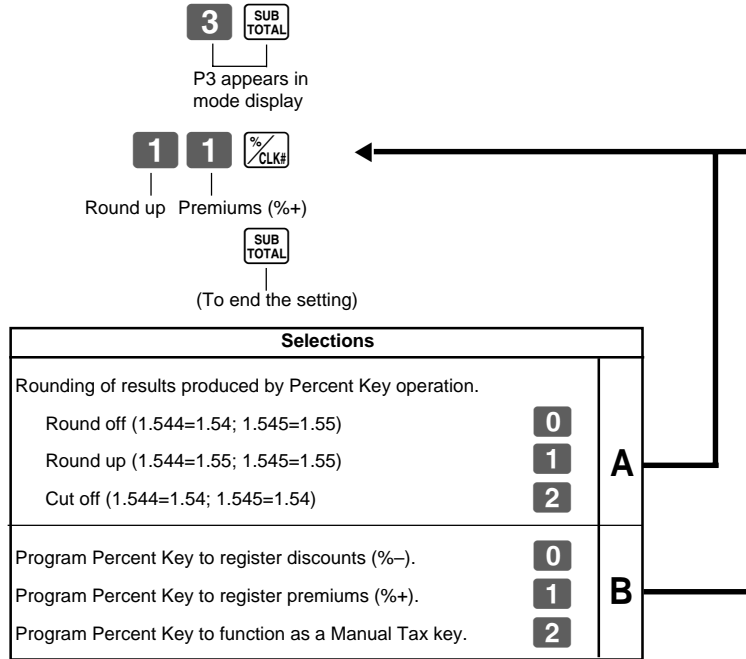 3 SUB TOTAL
P3 appears in
mode display
1 1 %/CLK#
Round up Premiums (%+)
SUB TOTAL
(To end the setting)
Selections
Rounding of results produced by Percent Key operation.
Round off (1.544=1.54; 1.545=1.55) 0
Round up (1.544=1.55; 1.545=1.55) 1
Cut off (1.544=1.54; 1.545=1.54) 2
A
Program Percent Key to register discounts (%–). 0
Program Percent Key to register premiums (%+). 1
Program Percent Key to function as a Manual Tax key. 2
B